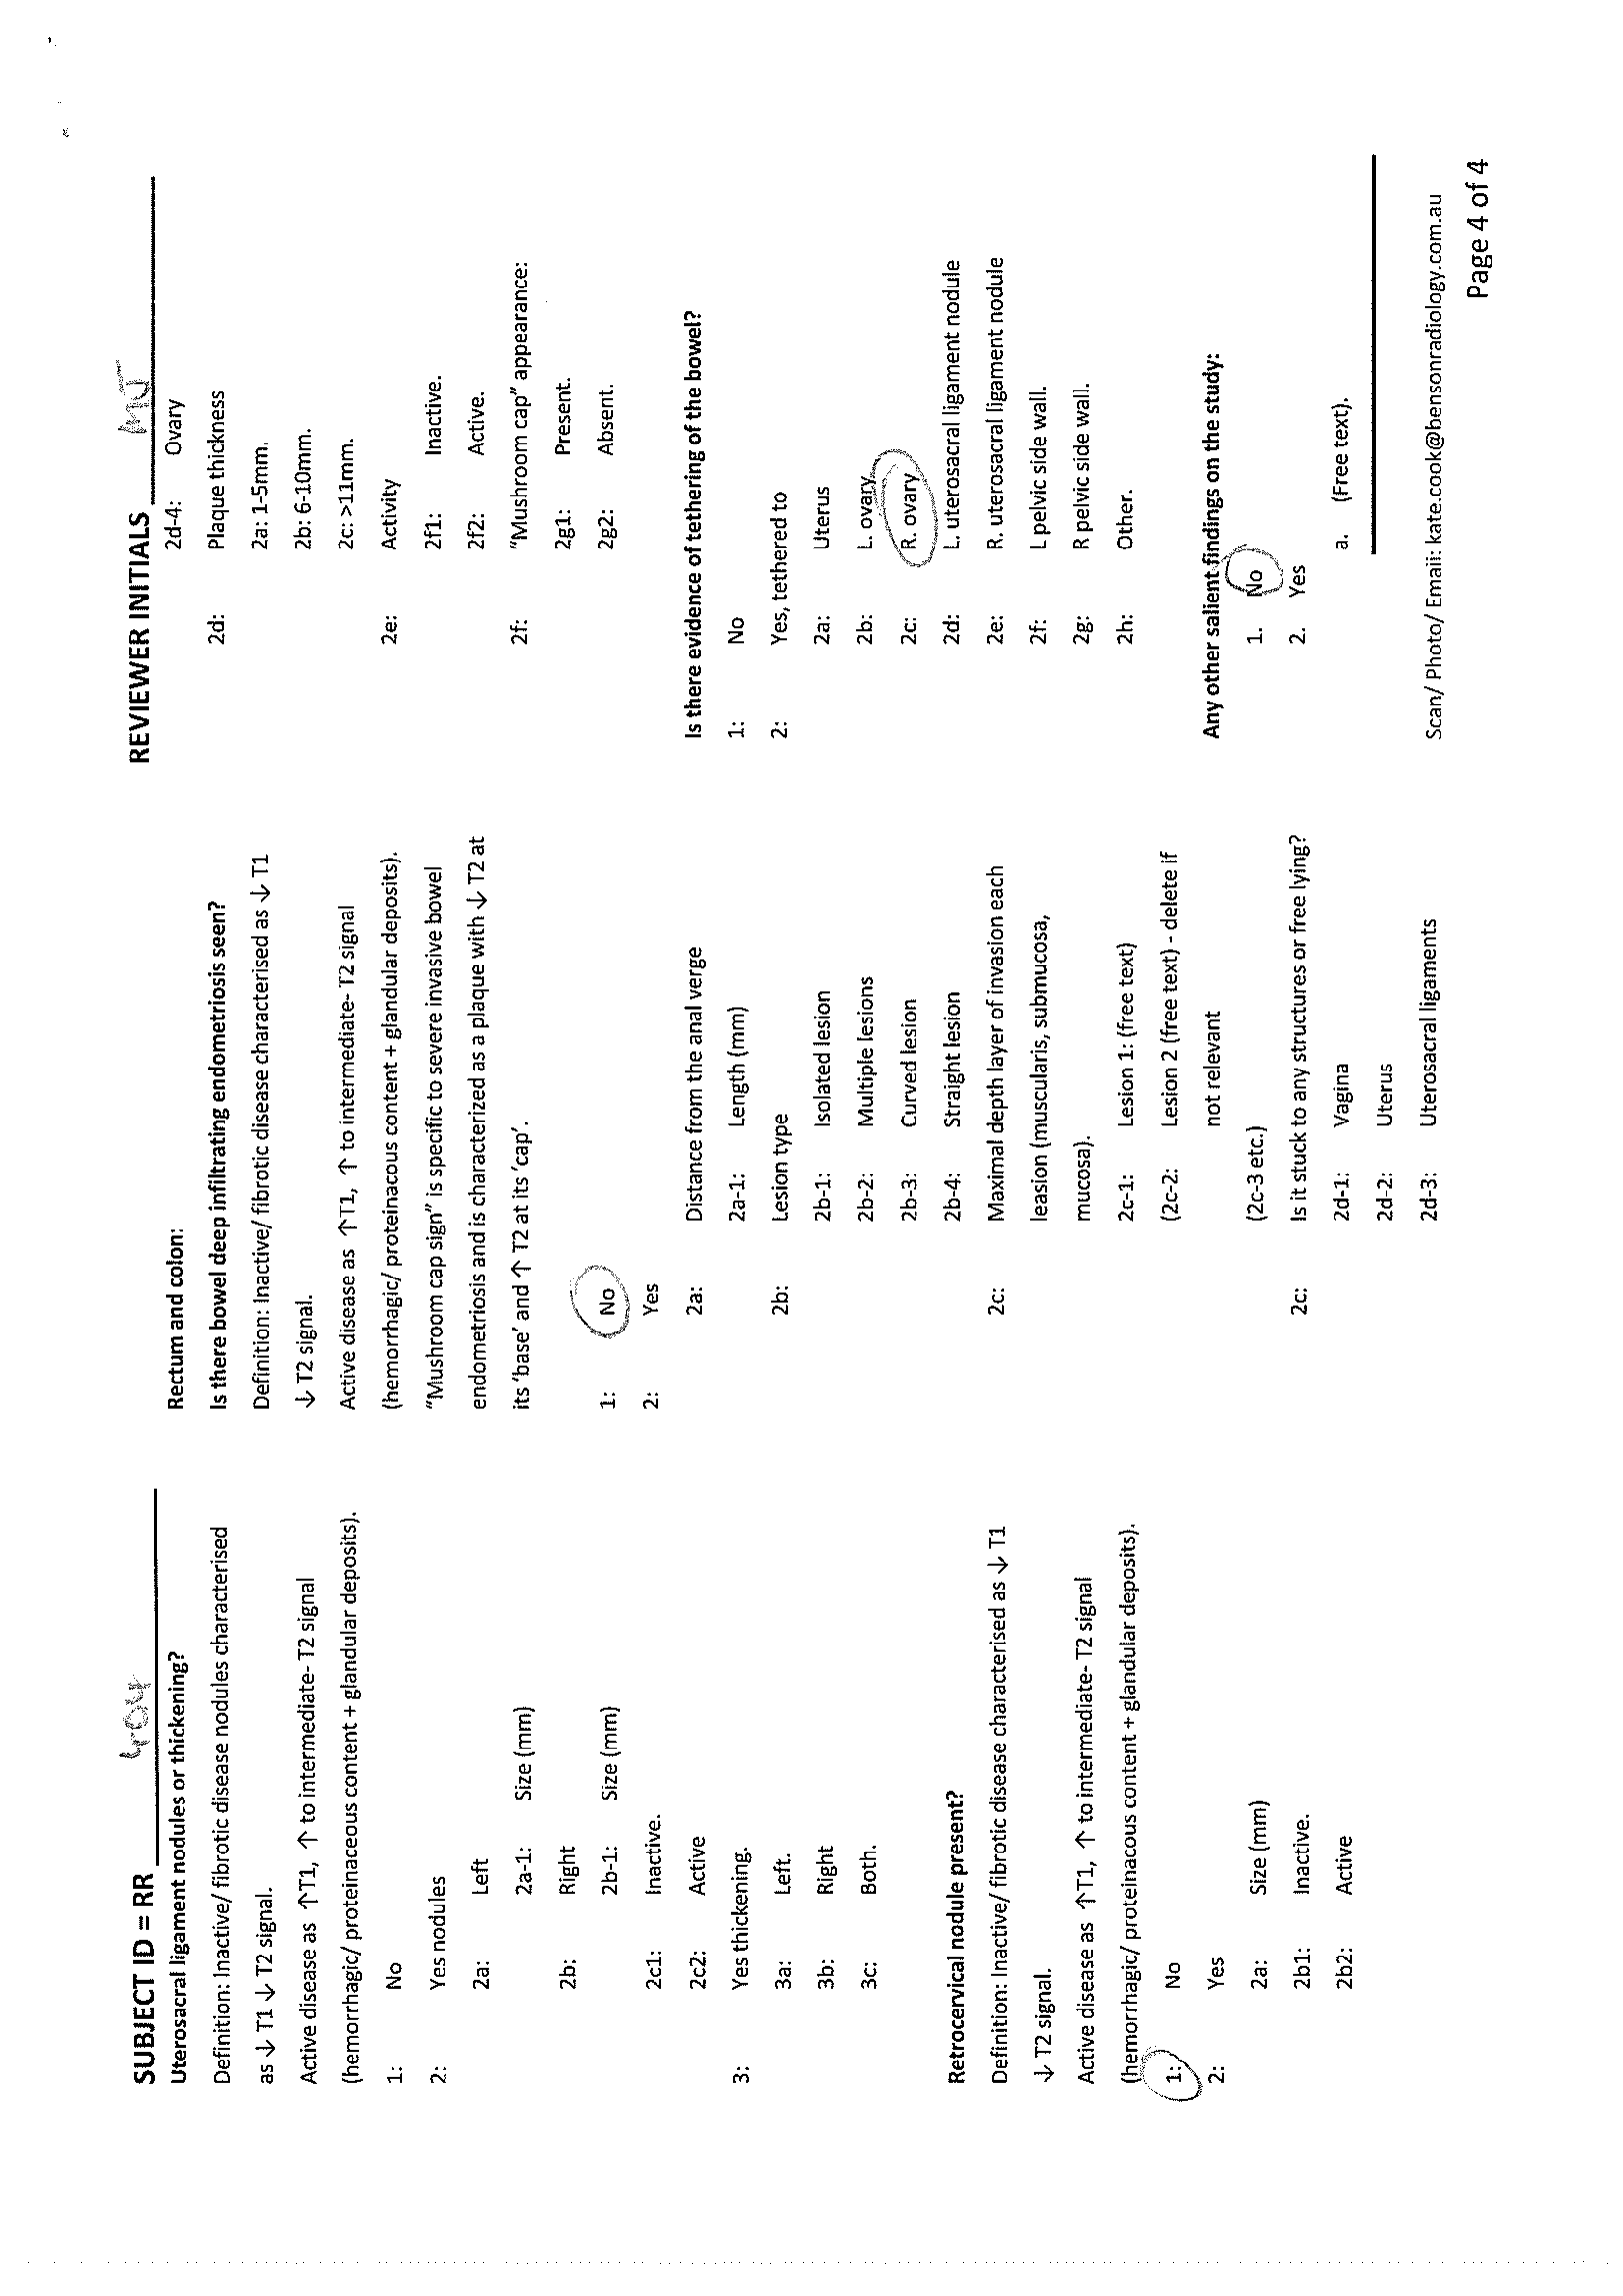 SUBJECT ID = RR 404
Uterosacral ligament nodules or thickening?
Definition: Inactive/ fibrotic disease nodules characterised
as ↓ T1 ↓ T2 signal.
Active disease as ↑T1, ↑ to intermediate- T2 signal
(hemorrhagic/ proteinaceous content + glandular deposits).
1: No
2: Yes nodules
2a: Left
2a-1: Size (mm)
2b: Right
2b-1: Size (mm)
2c1: Inactive.
2c2: Active
3: Yes thickening.
3a: Left.
3b: Right
3c: Both.
Retrocervical nodule present?
Definition: Inactive/ fibrotic disease characterised as ↓ T1
↓ T2 signal.
Active disease as ↑T1, ↑ to intermediate- T2 signal
(hemorrhagic/ proteinacous content + glandular deposits).
1: No
2: Yes
2a: Size (mm)
2b1: Inactive.
2b2: Active
Rectum and colon:
Is there bowel deep infiltrating endometriosis seen?
Definition: Inactive/ fibrotic disease characterised as ↓ T1
↓ T2 signal.
Active disease as ↑T1, ↑ to intermediate- T2 signal
(hemorrhagic/ proteinacous content + glandular deposits).
“Mushroom cap sign” is specific to severe invasive bowel
endometriosis and is characterized as a plaque with ↓ T2 at
its ‘base’ and ↑ T2 at its ‘cap’.
1: No
2: Yes
2a: Distance from the anal verge
2a-1: Length (mm)
2b: Lesion type
2b-1: Isolated lesion
2b-2: Multiple lesions
2b-3: Curved lesion
2b-4: Straight lesion
2c: Maximal depth layer of invasion each
leasion (muscularis, submucosa,
mucosa).
2c-1: Lesion 1: (free text)
(2c-2: Lesion 2 (free text) - delete if
not relevant
(2c-3 etc.)
2c: Is it stuck to any structures or free lying?
2d-1: Vagina
2d-2: Uterus
2d-3: Uterosacral ligaments
REVIEWER INITIALS MJ
2d-4: Ovary
2d: Plaque thickness
2a: 1-5mm.
2b: 6-10mm.
2c: >11mm.
2e: Activity
2f1: Inactive.
2f2: Active.
2f: “Mushroom cap” appearance:
2g1: Present.
2g2: Absent.
Is there evidence of tethering of the bowel?
1: No
2: Yes, tethered to
2a: Uterus
2b: L. ovary
2c: R. ovary
2d: L. uterosacral ligament nodule
2e: R. uterosacral ligament nodule
2f: L pelvic side wall.
2g: R pelvic side wall.
2h: Other.
Any other salient findings on the study:
1. No
2. Yes
a. (Free text).
Scan/ Photo/ Email: kate.cook@bensonradiology.com.au
Page 4 of 4